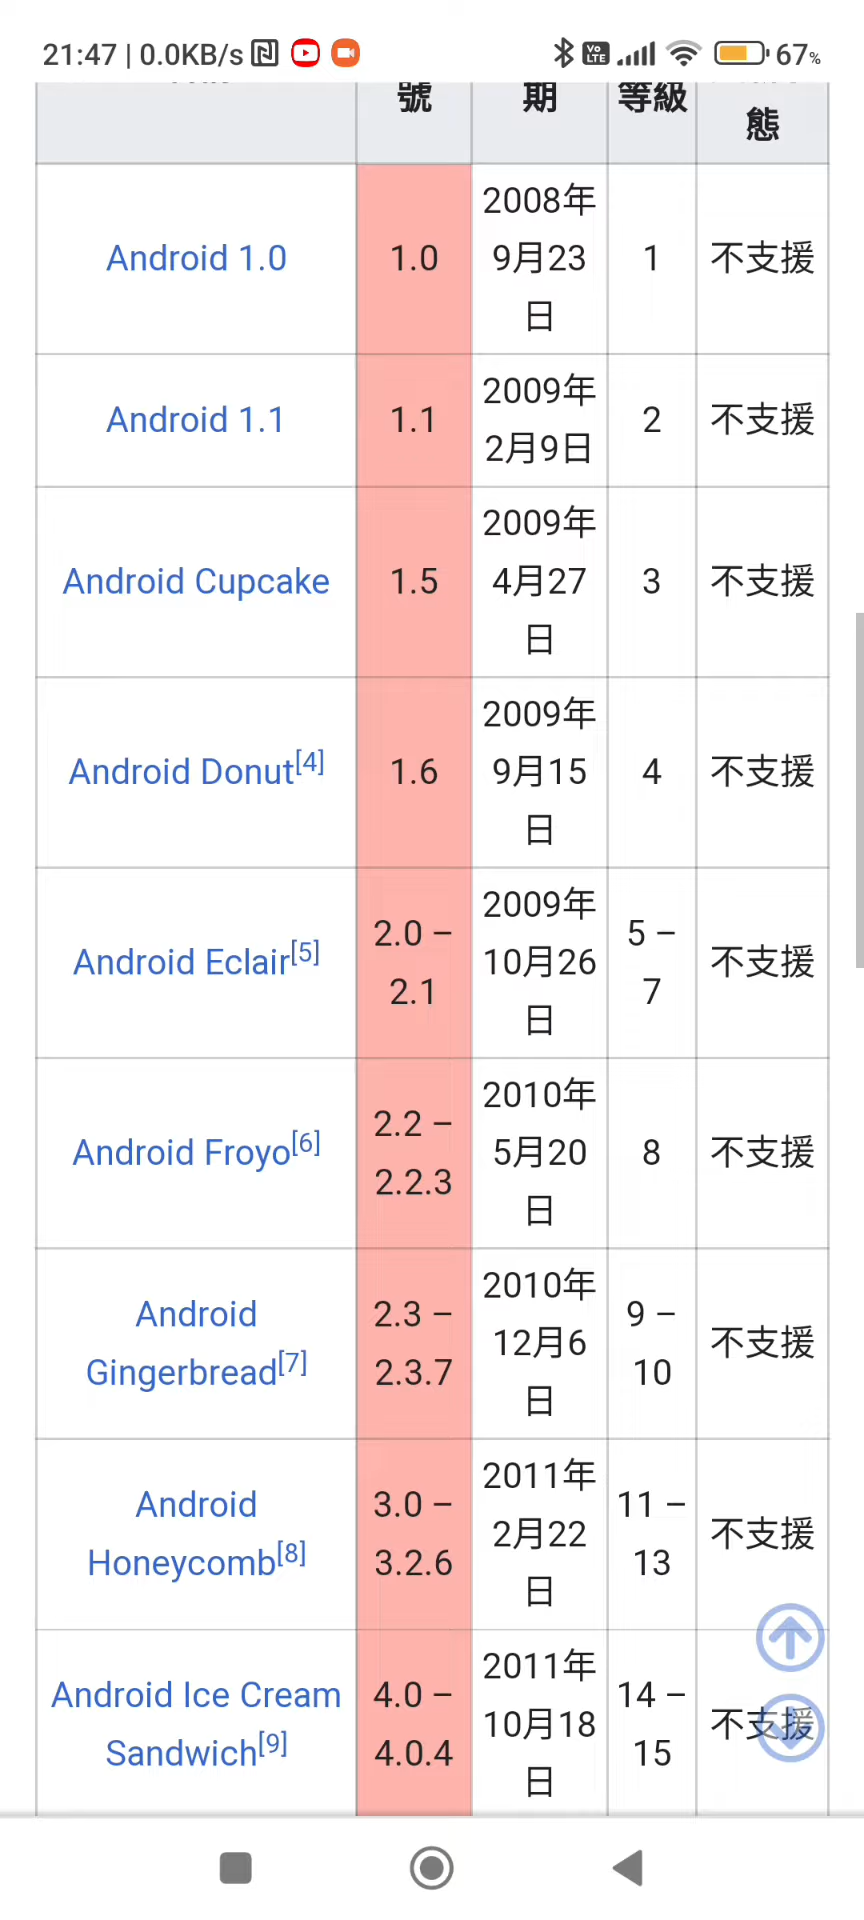 21:47 | 0.0KB/s 67%
號 期 等級
態
Android 1.0 1.0 2008年9月23日 1 不支援
Android 1.1 1.1 2009年2月9日 2 不支援
Android Cupcake 1.5 2009年4月27日 3 不支援
Android Donut[4] 1.6 2009年9月15日 4 不支援
Android Eclair[5] 2.0 – 2.1 2009年10月26日 5 – 7 不支援
Android Froyo[6] 2.2 – 2.2.3 2010年5月20日 8 不支援
Android Gingerbread[7] 2.3 – 2.3.7 2010年12月6日 9 – 10 不支援
Android Honeycomb[8] 3.0 – 3.2.6 2011年2月22日 11 – 13 不支援
Android Ice Cream Sandwich[9] 4.0 – 4.0.4 2011年10月18日 14 – 15 不支援